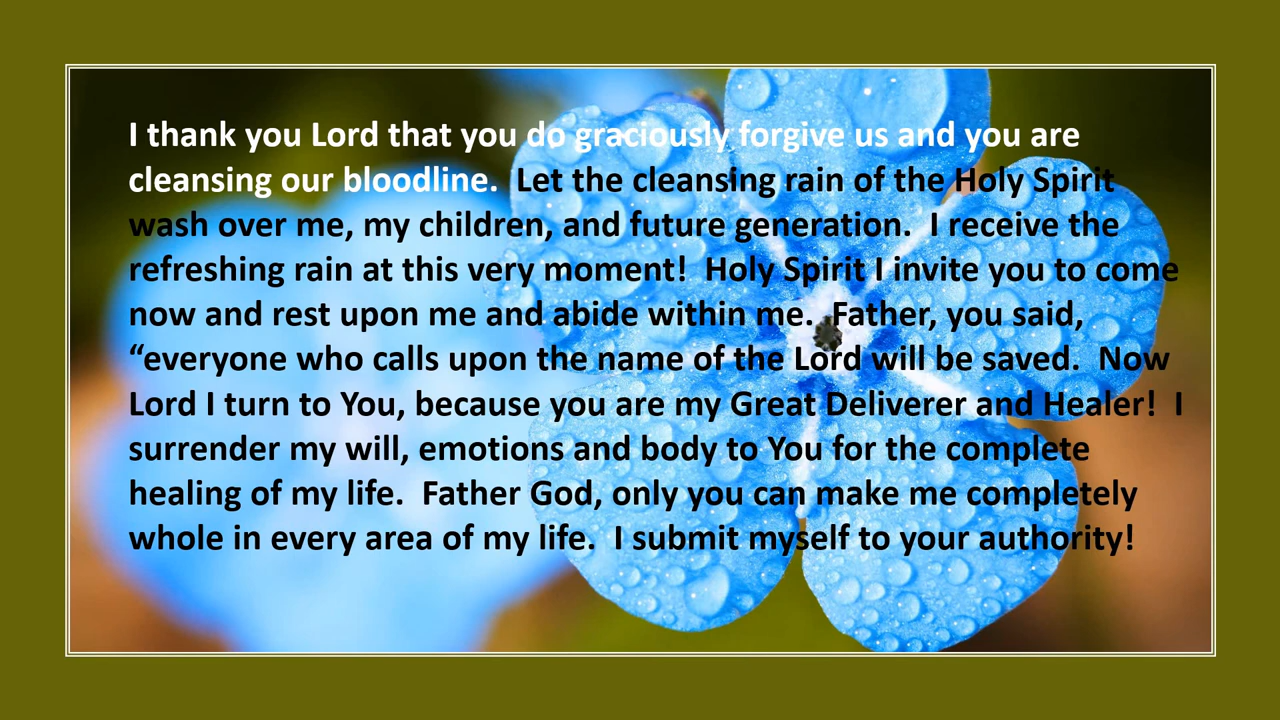 I thank you Lord that you do graciously forgive us and you are
cleansing our bloodline.  Let the cleansing rain of the Holy Spirit
wash over me, my children, and future generation.  I receive the
refreshing rain at this very moment!  Holy Spirit I invite you to come
now and rest upon me and abide within me.  Father, you said,
“everyone who calls upon the name of the Lord will be saved.  Now
Lord I turn to You, because you are my Great Deliverer and Healer!  I
surrender my will, emotions and body to You for the complete
healing of my life.  Father God, only you can make me completely
whole in every area of my life.  I submit myself to your authority!